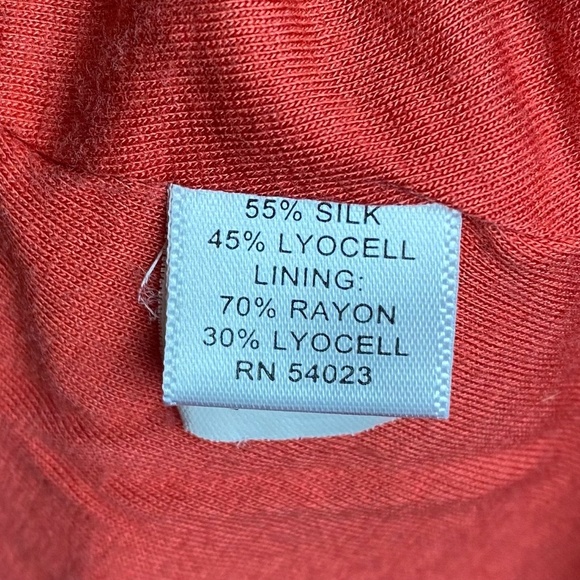 55% SILK
45% LYOCELL
LINING:
70% RAYON
30% LYOCELL
RN 54023